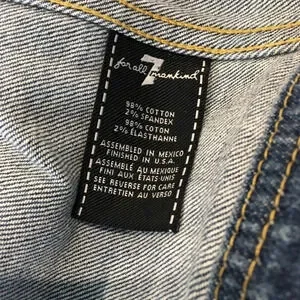 7
for all mankind
98% COTTON
2% SPANDEX
98% COTON
2% ÉLASTHANNE
ASSEMBLED IN MEXICO
FINISHED IN U.S.A.
ASSEMBLÉ AU MEXIQUE
FINI AUX ÉTATS-UNIS
SEE REVERSE FOR CARE
ENTRETIEN AU VERSO